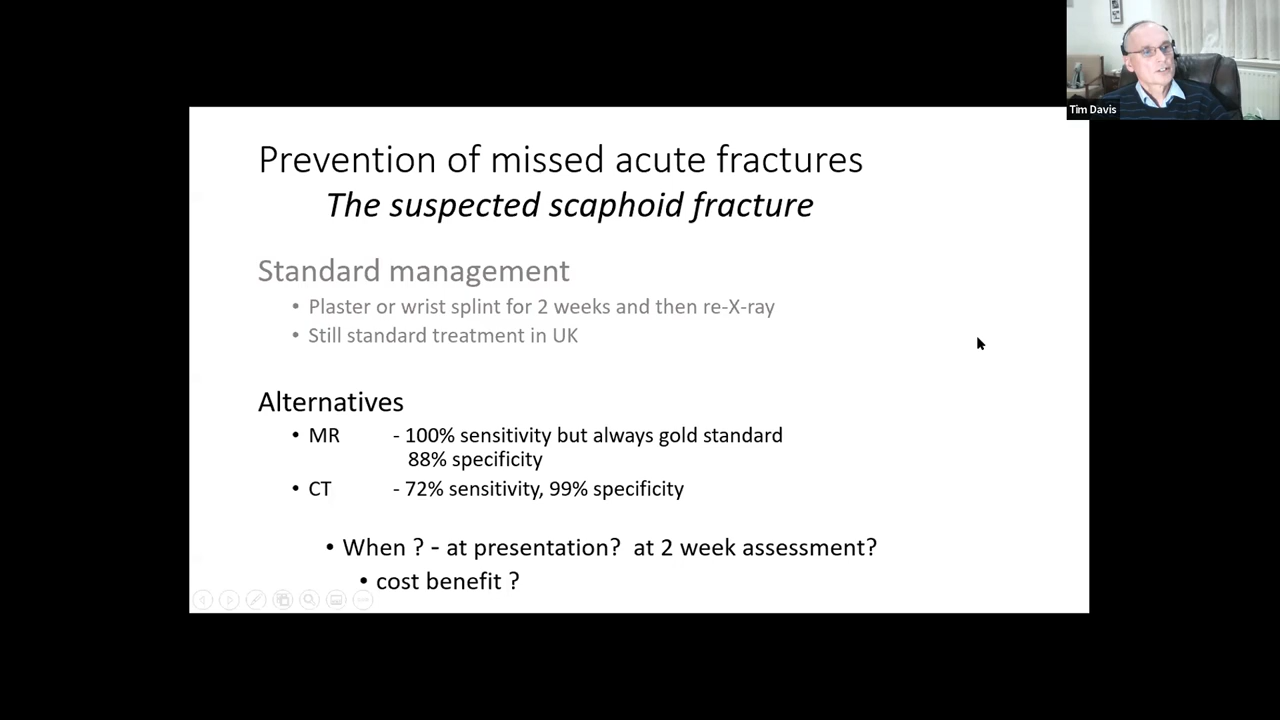 Tim Davis
Prevention of missed acute fractures
The suspected scaphoid fracture
Standard management
• Plaster or wrist splint for 2 weeks and then re-X-ray
• Still standard treatment in UK
Alternatives
• MR - 100% sensitivity but always gold standard
88% specificity
• CT - 72% sensitivity, 99% specificity
• When ? - at presentation? at 2 week assessment?
• cost benefit ?